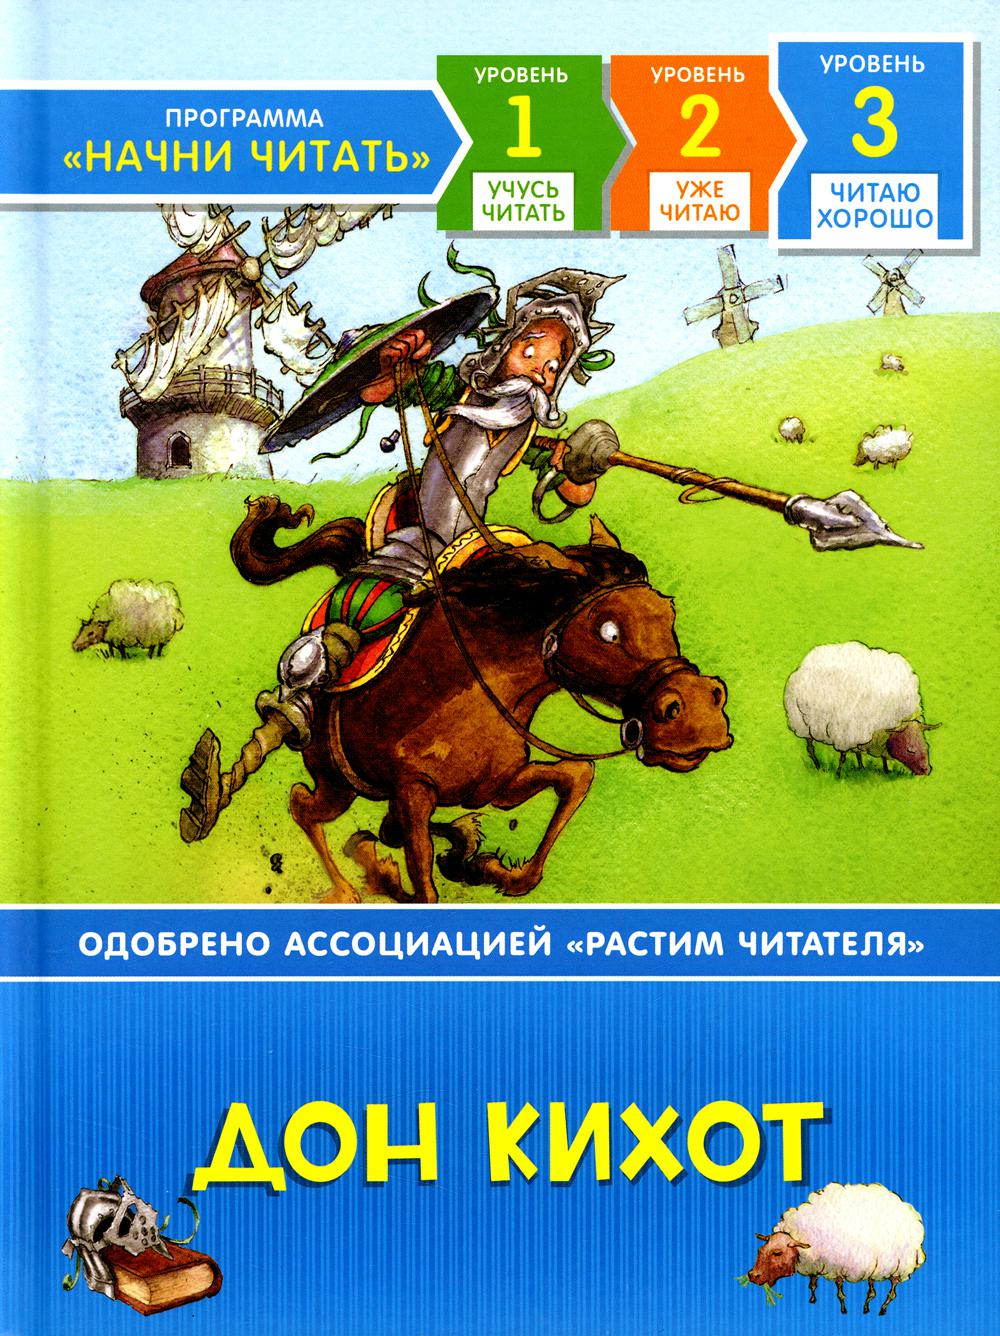 ПРОГРАММА
«НАЧНИ ЧИТАТЬ»
УРОВЕНЬ
1
УЧУСЬ
ЧИТАТЬ
УРОВЕНЬ
2
УЖЕ
ЧИТАЮ
УРОВЕНЬ
3
ЧИТАЮ
ХОРОШО
ОДОБРЕНО АССОЦИАЦИЕЙ «РАСТИМ ЧИТАТЕЛЯ»
ДОН КИХОТ